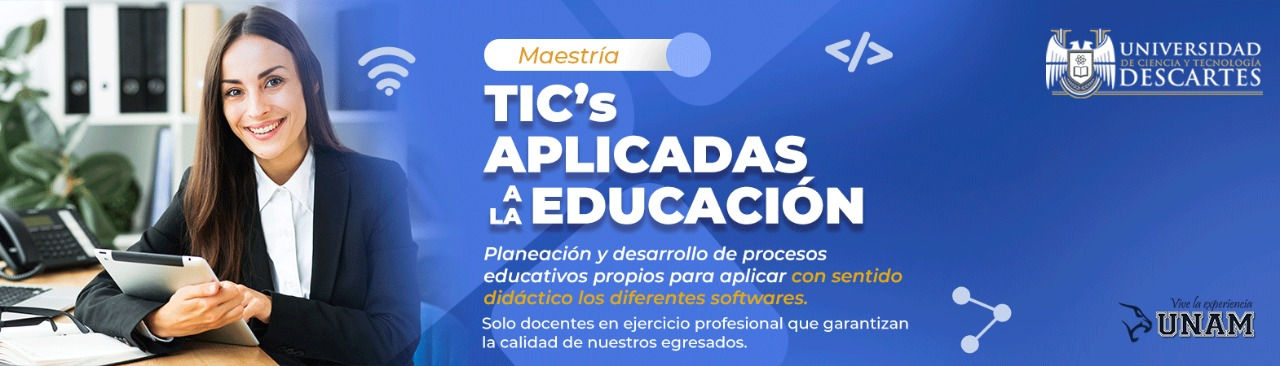 Maestría
TIC's
APLICADAS
A
LA EDUCACIÓN
Planeación y desarrollo de procesos
educativos propios para aplicar con sentido
didáctico los diferentes softwares.
Solo docentes en ejercicio profesional que garantizan
la calidad de nuestros egresados.
UNIVERSIDAD
DE CIENCIA Y TECNOLOGÍA
DESCARTES
Vive la experiencia
UNAM